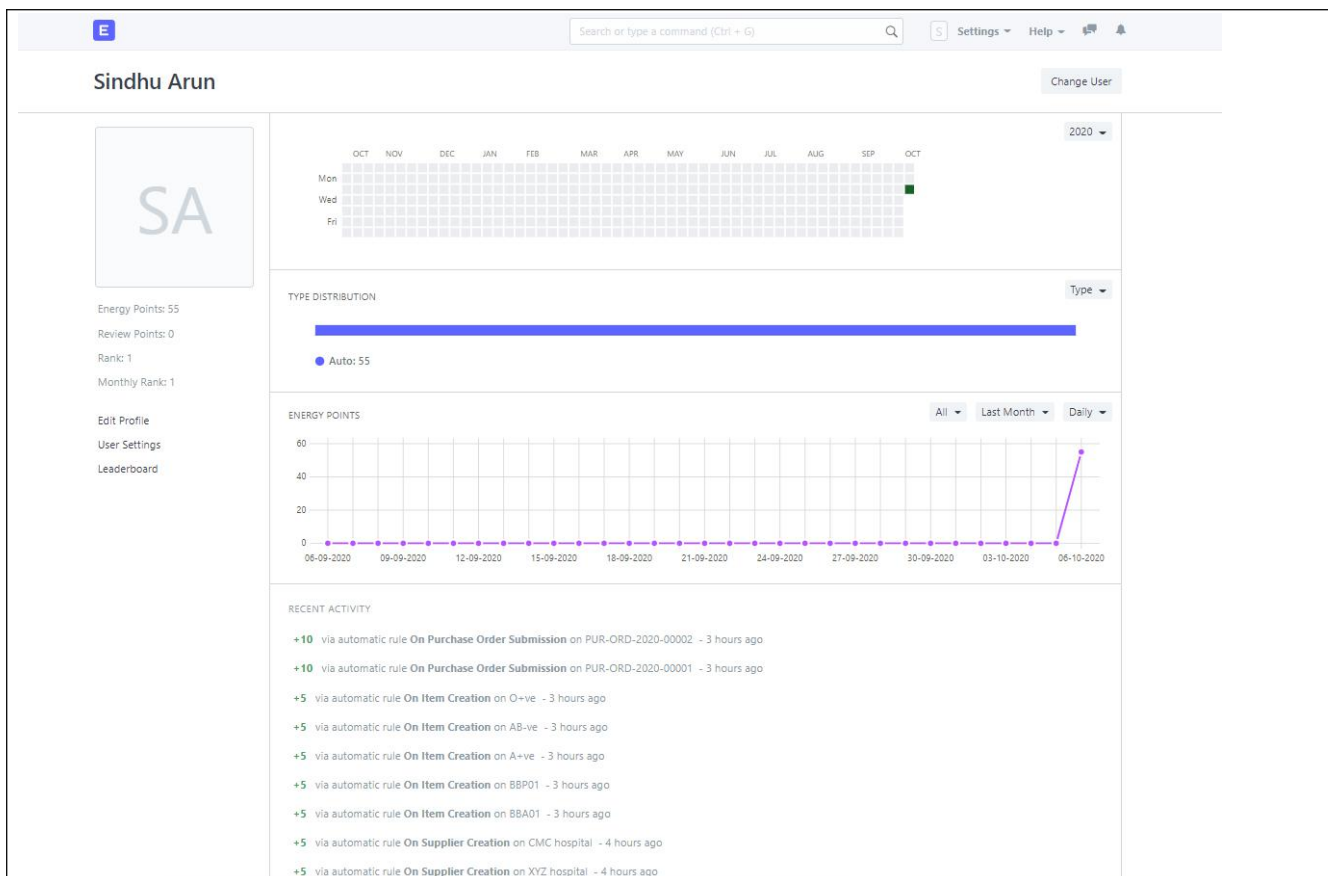 E
Search or type a command (Ctrl + G)
S Settings Help
Sindhu Arun
Change User
SA
Energy Points: 55
Review Points: 0
Rank: 1
Monthly Rank: 1
Edit Profile
User Settings
Leaderboard
2020
OCT NOV DEC JAN FEB MAR APR MAY JUN JUL AUG SEP OCT
Mon
Wed
Fri
TYPE DISTRIBUTION
Type
Auto: 55
ENERGY POINTS
All Last Month Daily
60
40
20
0
06-09-2020 09-09-2020 12-09-2020 15-09-2020 18-09-2020 21-09-2020 24-09-2020 27-09-2020 30-09-2020 03-10-2020 06-10-2020
RECENT ACTIVITY
+10 via automatic rule On Purchase Order Submission on PUR-ORD-2020-00002 - 3 hours ago
+10 via automatic rule On Purchase Order Submission on PUR-ORD-2020-00001 - 3 hours ago
+5 via automatic rule On Item Creation on O+ve - 3 hours ago
+5 via automatic rule On Item Creation on AB-ve - 3 hours ago
+5 via automatic rule On Item Creation on A+ve - 3 hours ago
+5 via automatic rule On Item Creation on BBP01 - 3 hours ago
+5 via automatic rule On Item Creation on BBA01 - 3 hours ago
+5 via automatic rule On Supplier Creation on CMC hospital - 4 hours ago
+5 via automatic rule On Supplier Creation on XYZ hospital - 4 hours ago